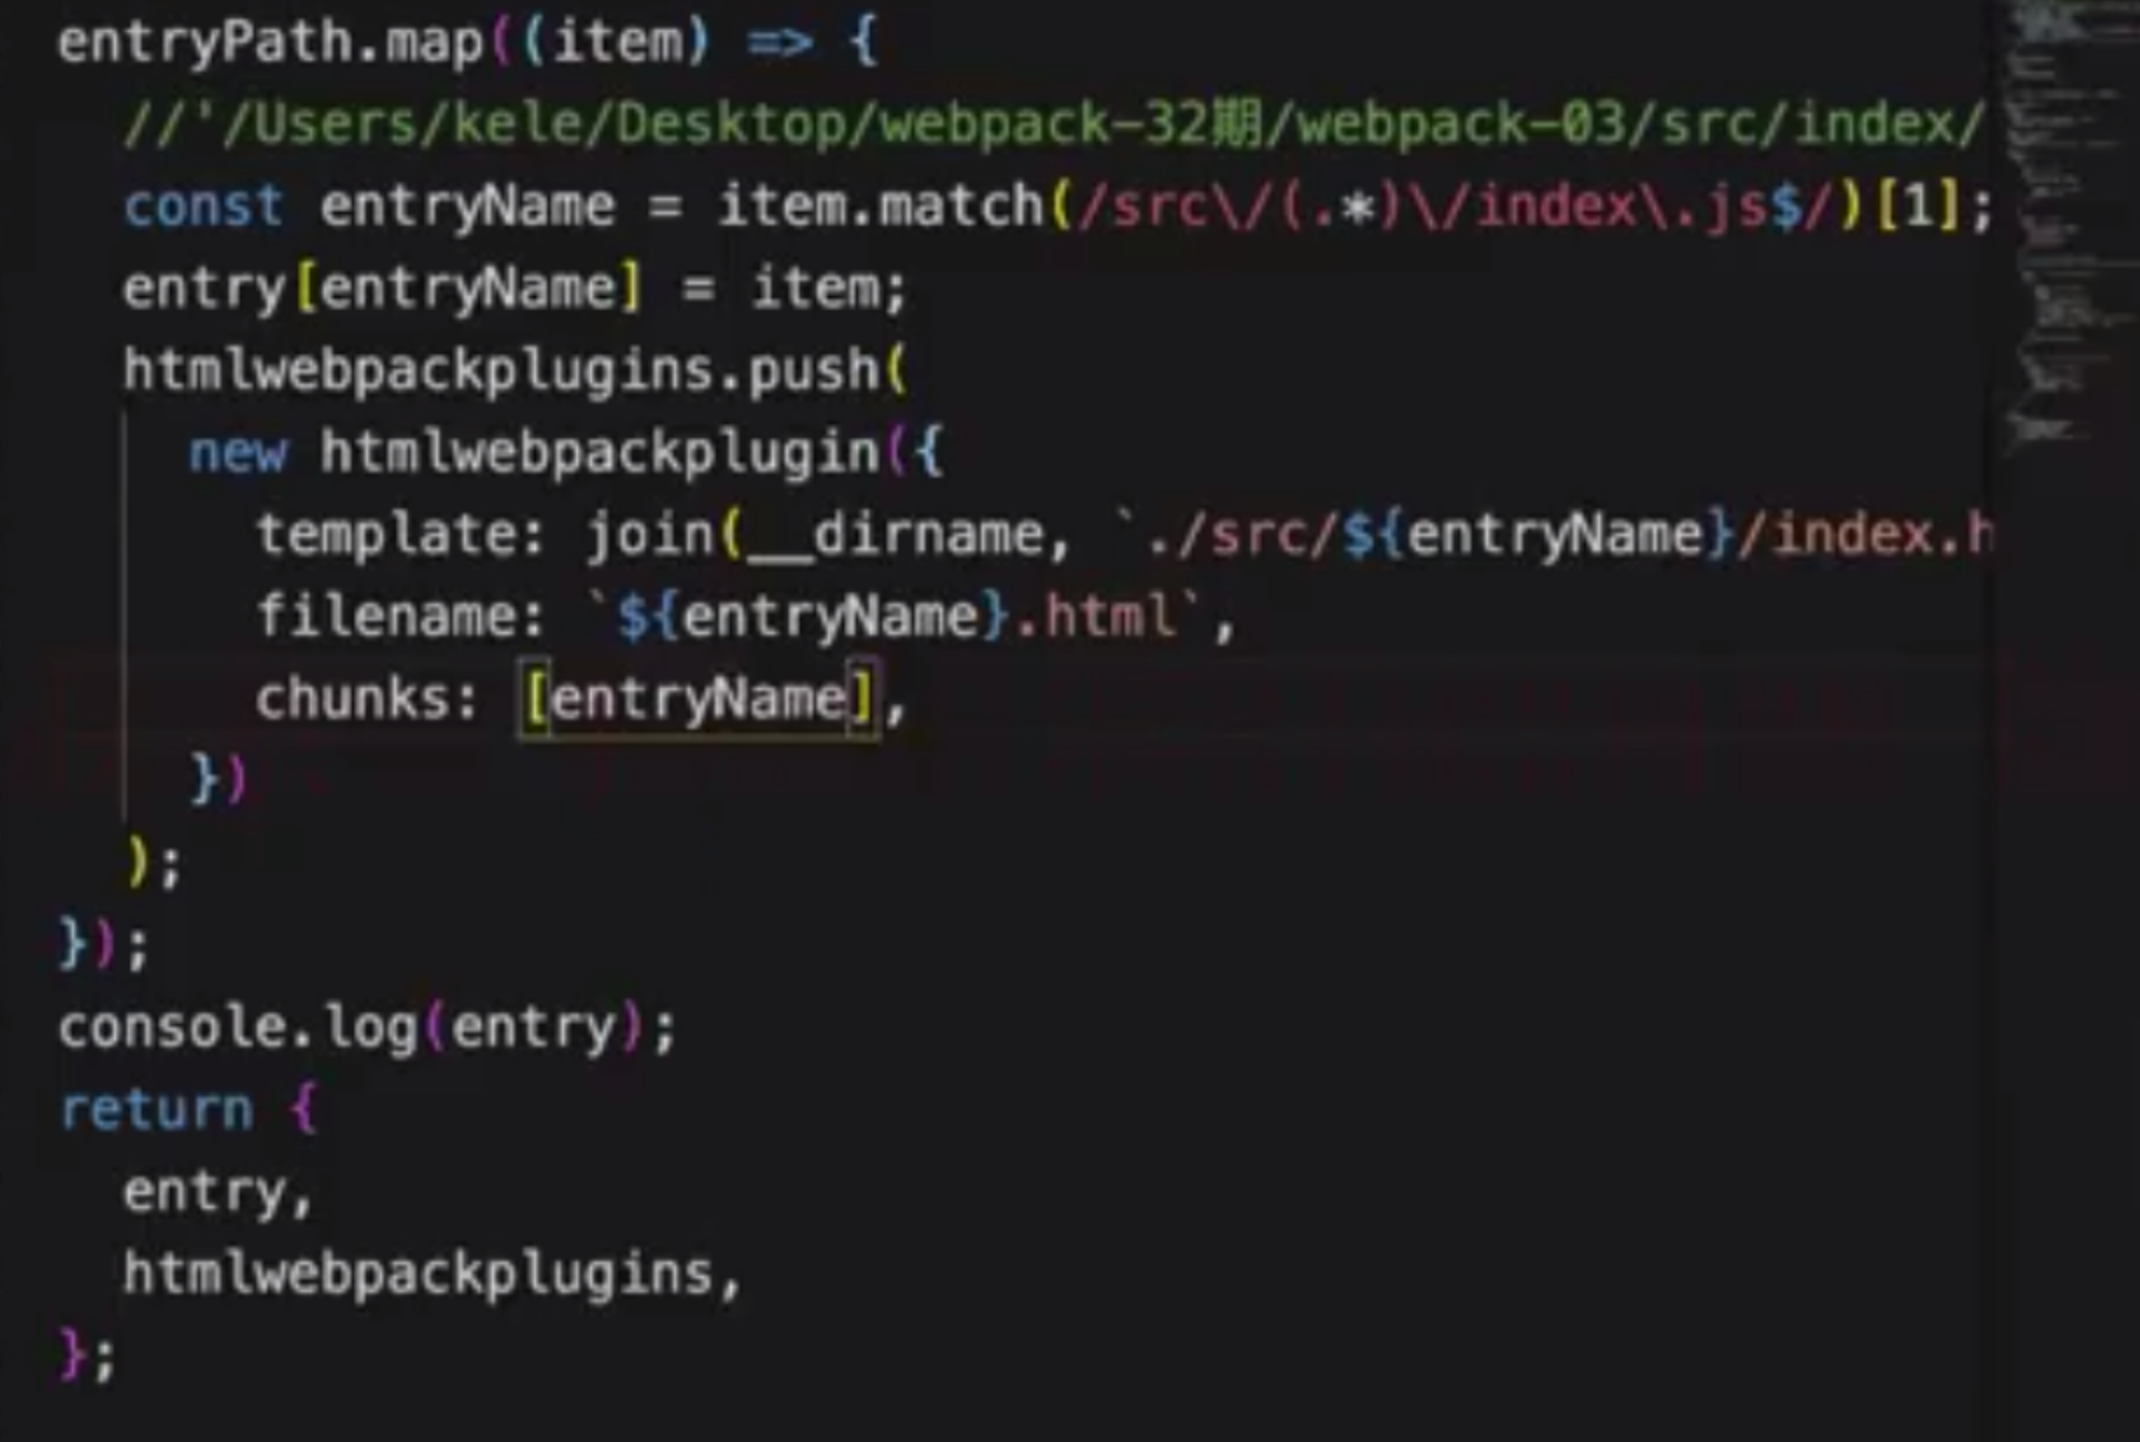 entryPath.map((item) => {
//'/Users/kele/Desktop/webpack-32期/webpack-03/src/index/
const entryName = item.match(/src\/(.*)\/index\.js$/)[1];
entry[entryName] = item;
htmlwebpackplugins.push(
new htmlwebpackplugin({
template: join(__dirname, `./src/${entryName}/index.h
filename: `${entryName}.html`,
chunks: [entryName],
})
);
});
console.log(entry);
return {
entry,
htmlwebpackplugins,
};